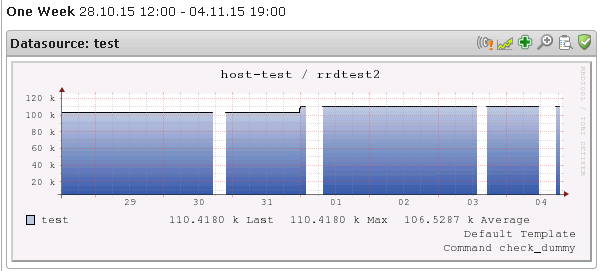 One Week 28.10.15 12:00 - 04.11.15 19:00
Datasource: test
host-test / rrdtest2
120 k
100 k
80 k
60 k
40 k
20 k
29 30 31 01 02 03 04
test 110.4180 k Last 110.4180 k Max 106.5287 k Average
Default Template
Command check_dummy
RRDTOOL / TOBI OETIKER